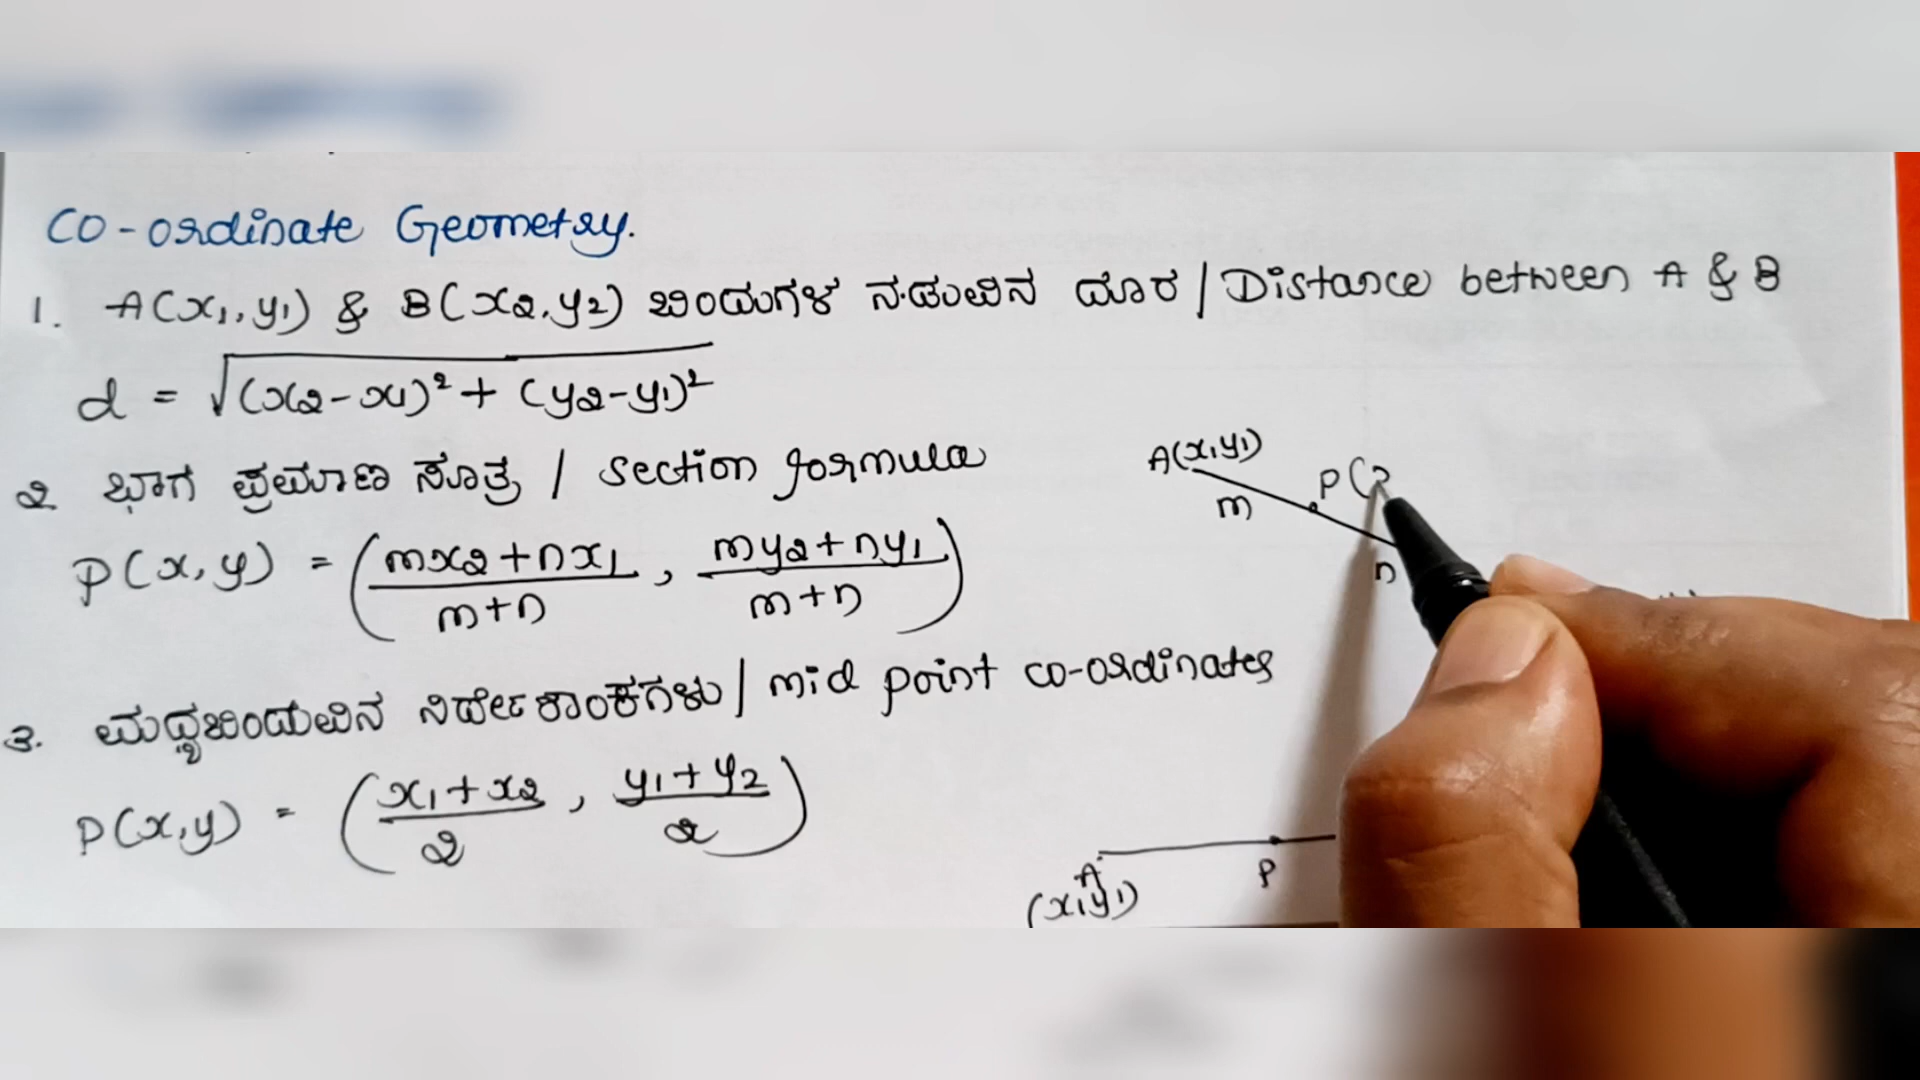 CO-ordinate Geometry.
1. A(x₁,y₁) & B(x₂,y₂) ಬಿಂದುಗಳ ನಡುವಿನ ದೂರ / Distance between A & B
d = √(x₂-x₁)² + (y₂-y₁)²
2 ಭಾಗ ಪ್ರಮಾಣ ಸೂತ್ರ / section formula
A(x₁y₁)
P(
m
n
P(x,y) = (mx₂+nx₁/m+n, my₂+ny₁/m+n)
3. ಮಧ್ಯಬಿಂದುವಿನ ನಿರ್ದೇಶಾಂಕಗಳು / mid point co-ordinates
P(x,y) = (x₁+x₂/2, y₁+y₂/2)
A
P
(x₁y₁)